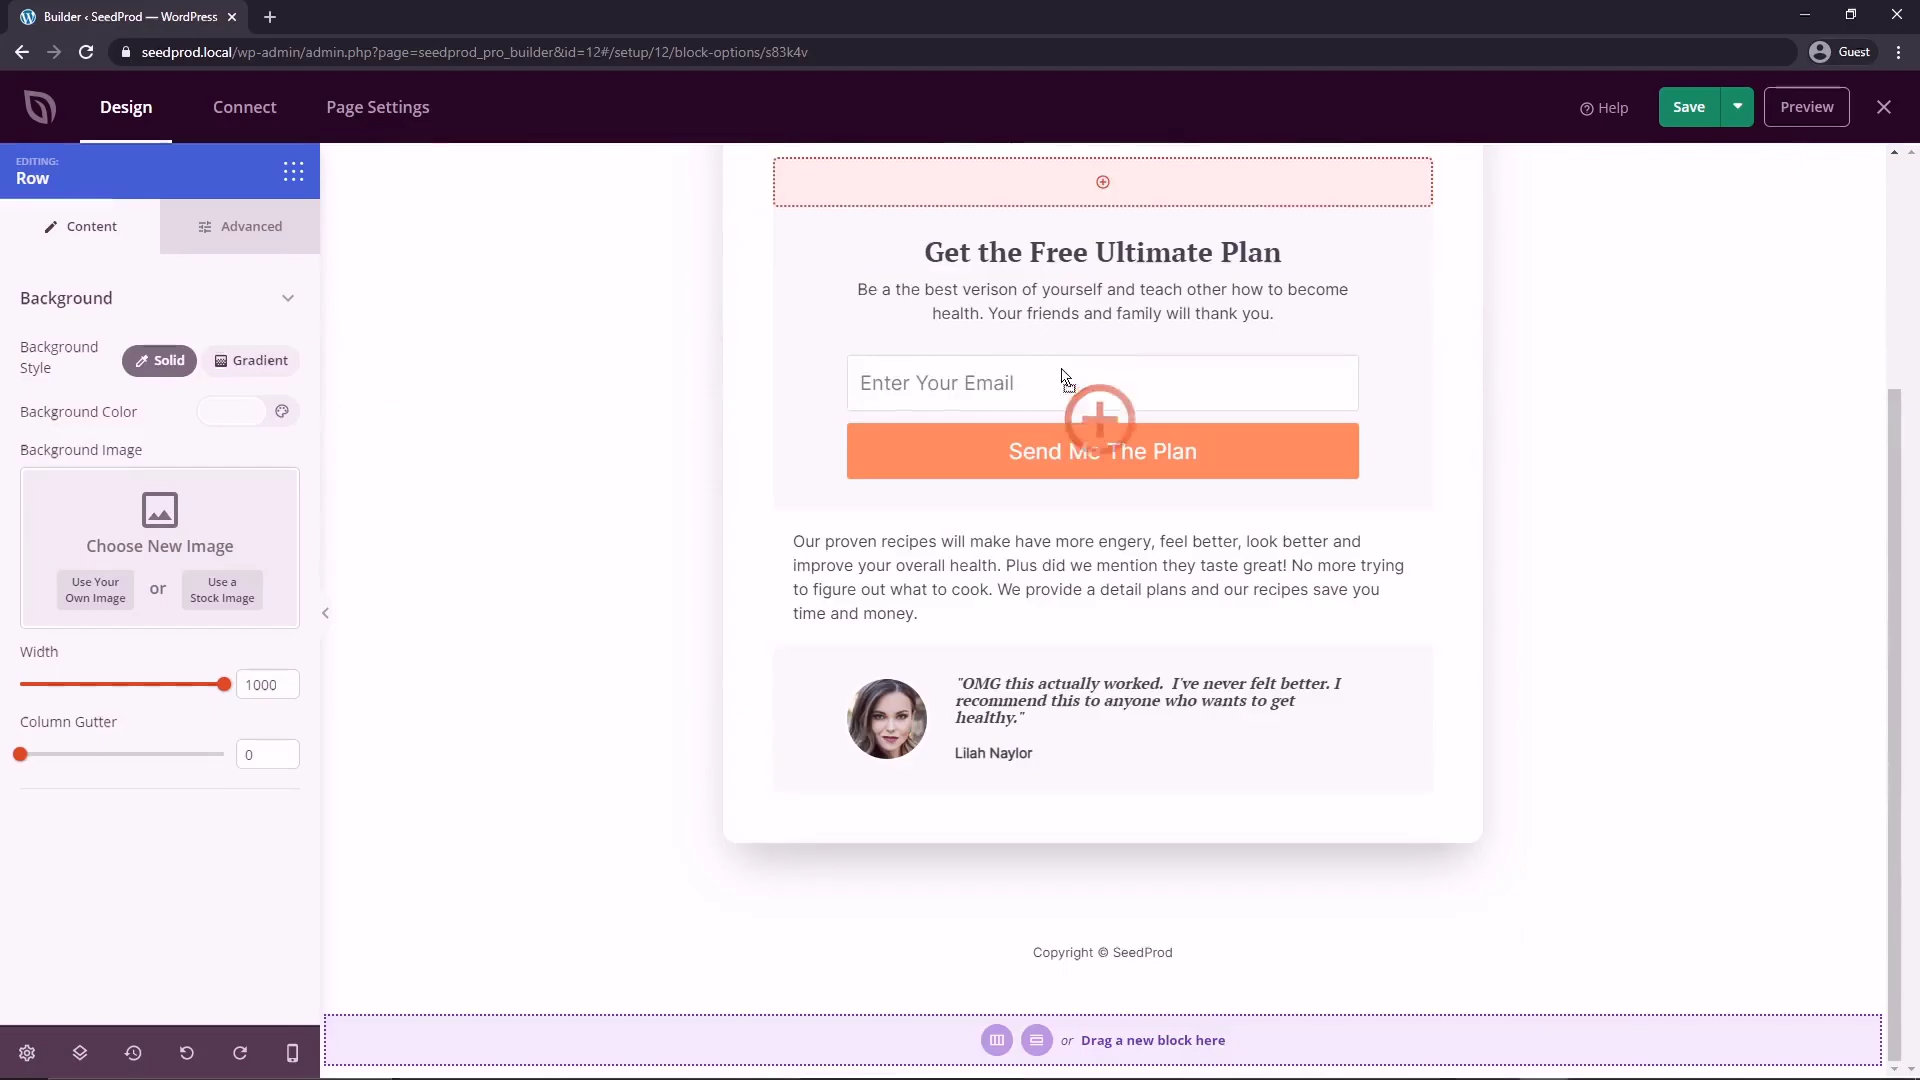 Builder ‹ SeedProd — WordPress
seedprod.local/wp-admin/admin.php?page=seedprod_pro_builder&id=12#/setup/12/block-options/s83k4v
Guest
Design
Connect
Page Settings
Help
Save
Preview
EDITING:
Row
Content
Advanced
Background
Background
Style
Solid
Gradient
Background Color
Background Image
Choose New Image
Use Your
Own Image
or
Use a
Stock Image
Width
1000
Column Gutter
0
Get the Free Ultimate Plan
Be a the best verison of yourself and teach other how to become
health. Your friends and family will thank you.
Enter Your Email
Send Me The Plan
Our proven recipes will make have more engery, feel better, look better and
improve your overall health. Plus did we mention they taste great! No more trying
to figure out what to cook. We provide a detail plans and our recipes save you
time and money.
"OMG this actually worked. I've never felt better. I
recommend this to anyone who wants to get
healthy."
Lilah Naylor
Copyright © SeedProd
or Drag a new block here